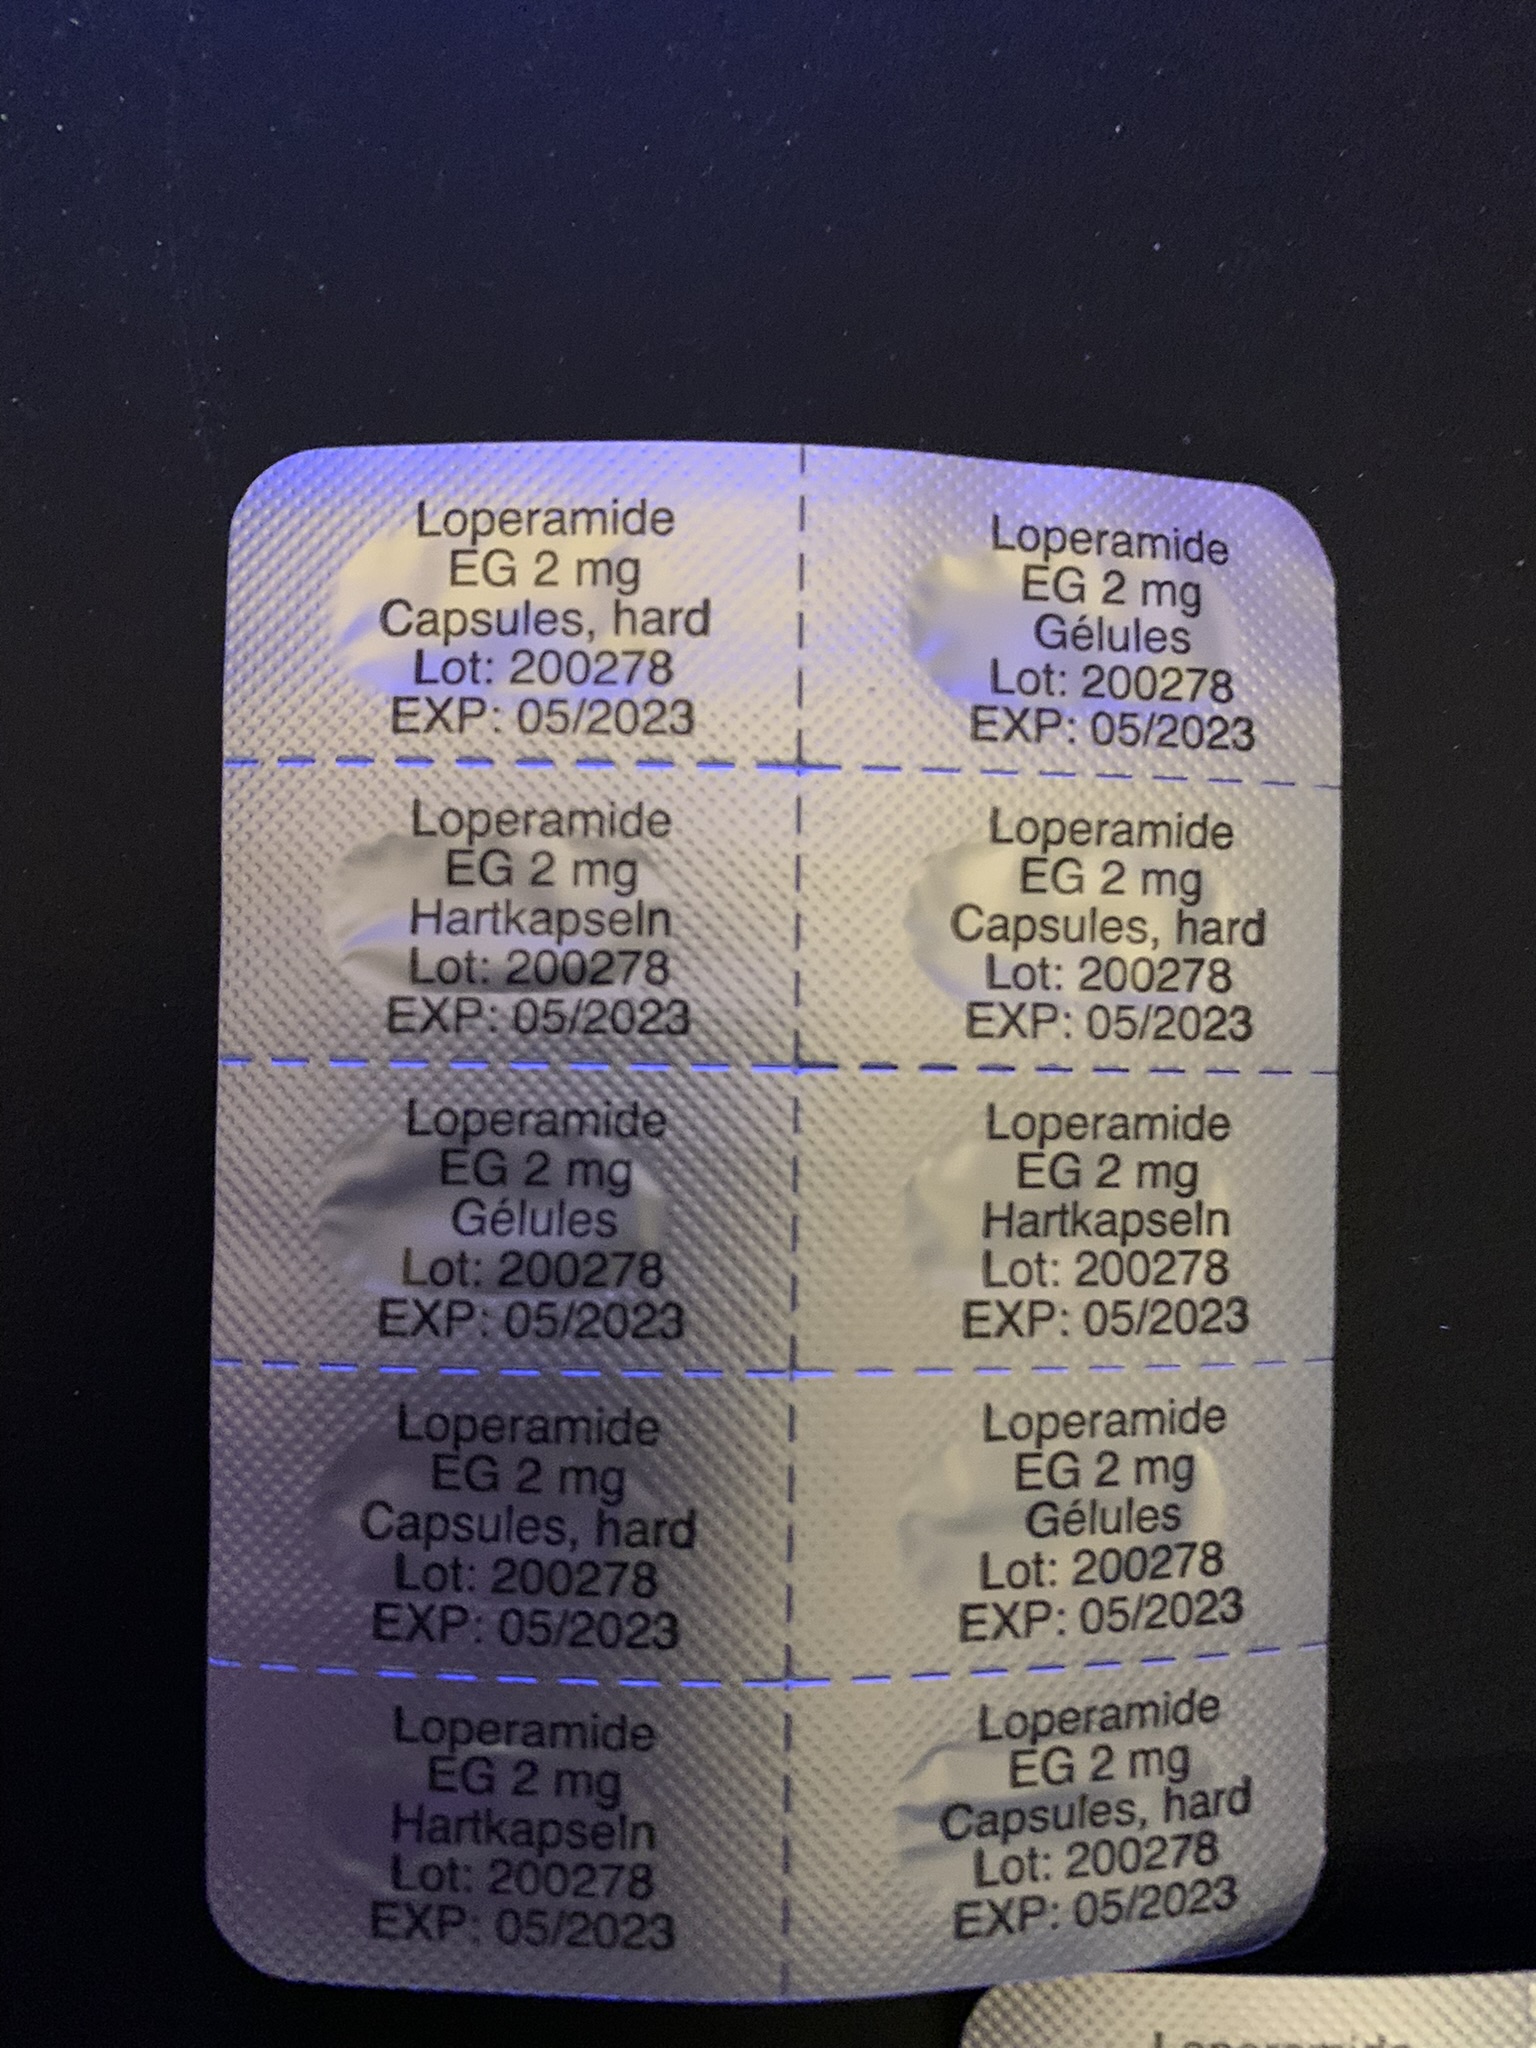 Loperamide
EG 2 mg
Capsules, hard
Lot: 200278
EXP: 05/2023
Loperamide
EG 2 mg
Gélules
Lot: 200278
EXP: 05/2023
Loperamide
EG 2 mg
Hartkapseln
Lot: 200278
EXP: 05/2023
Loperamide
EG 2 mg
Capsules, hard
Lot: 200278
EXP: 05/2023
Loperamide
EG 2 mg
Gélules
Lot: 200278
EXP: 05/2023
Loperamide
EG 2 mg
Hartkapseln
Lot: 200278
EXP: 05/2023
Loperamide
EG 2 mg
Capsules, hard
Lot: 200278
EXP: 05/2023
Loperamide
EG 2 mg
Gélules
Lot: 200278
EXP: 05/2023
Loperamide
EG 2 mg
Hartkapseln
Lot: 200278
EXP: 05/2023
Loperamide
EG 2 mg
Capsules, hard
Lot: 200278
EXP: 05/2023
Loperamide